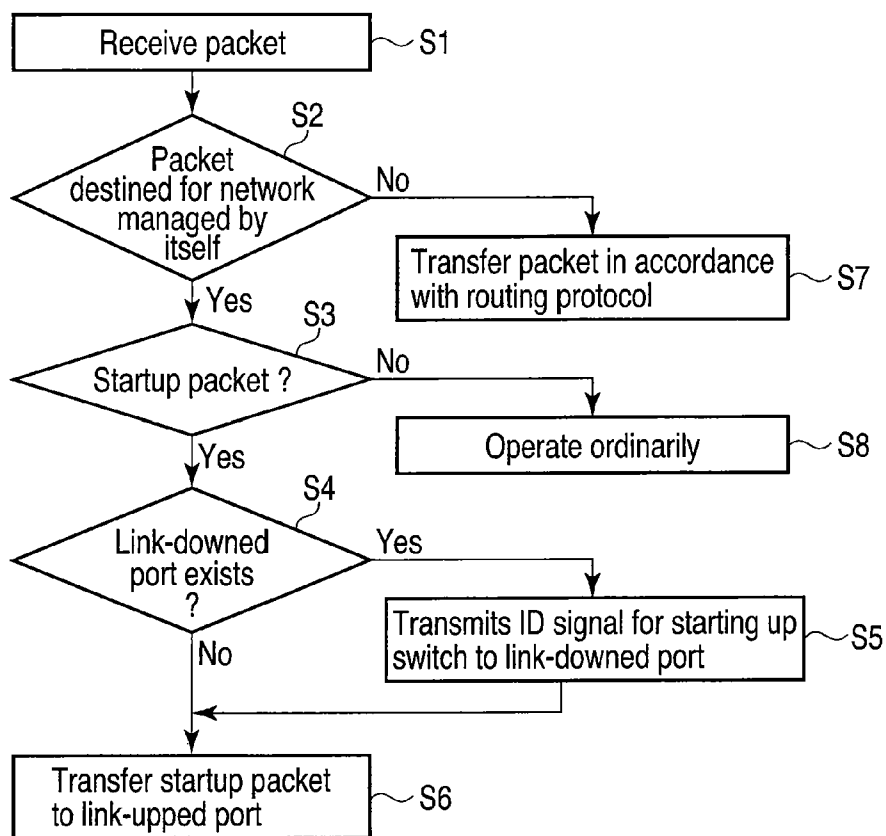 Receive packet
S1
S2
Packet
destined for network
managed by
itself
No
Transfer packet in accordance
with routing protocol
S7
Yes
S3
Startup packet ?
No
Operate ordinarily
S8
Yes
S4
Link-downed
port exists
?
Yes
Transmits ID signal for starting up
switch to link-downed port
S5
No
Transfer startup packet
to link-upped port
S6